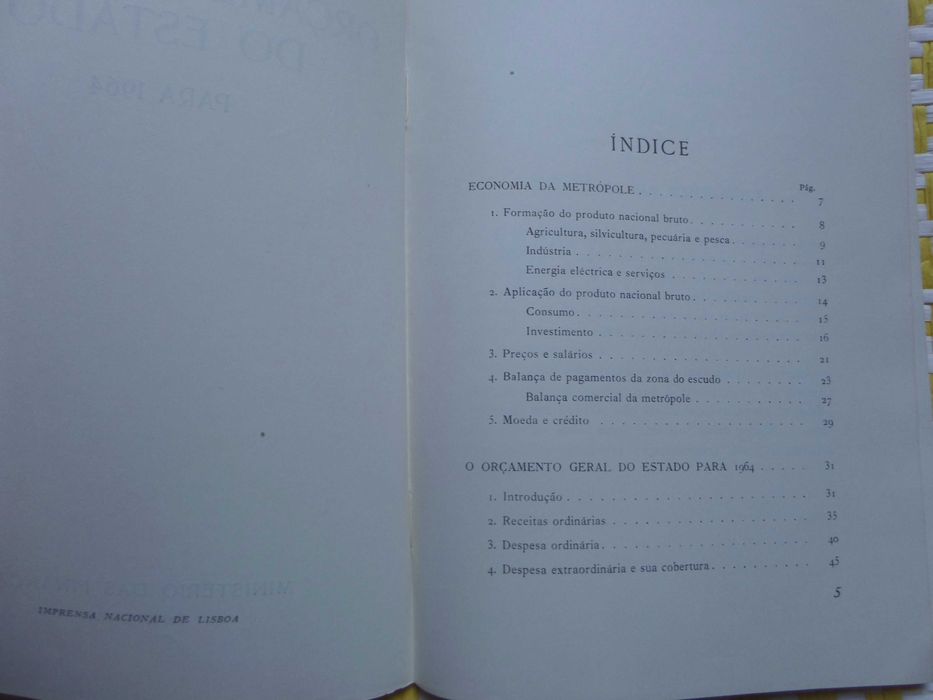 ORÇAME
DO ESTADO
PARA 1964
MINISTÉRIO DAS
IMPRENSA NACIONAL DE LISBOA
ÍNDICE
Pág.
ECONOMIA DA METRÓPOLE . . . . . . . . . . . . . . . 7
1. Formação do produto nacional bruto. . . . . . . . . . . 8
Agricultura, silvicultura, pecuária e pesca. . . . . . . . 9
Indústria . . . . . . . . . . . . . . . . . . . . . . . 11
Energia eléctrica e serviços . . . . . . . . . . . . . 13
2. Aplicação do produto nacional bruto. . . . . . . . . . . 14
Consumo. . . . . . . . . . . . . . . . . . . . . . . 15
Investimento . . . . . . . . . . . . . . . . . . . . 16
3. Preços e salários . . . . . . . . . . . . . . . . . . . . 21
4. Balança de pagamentos da zona do escudo . . . . . . . . 23
Balança comercial da metrópole . . . . . . . . . . . 27
5. Moeda e crédito . . . . . . . . . . . . . . . . . . . . 29
O ORÇAMENTO GERAL DO ESTADO PARA 1964 . . . . . 31
1. Introdução . . . . . . . . . . . . . . . . . . . . . . . 31
2. Receitas ordinárias . . . . . . . . . . . . . . . . . . . 35
3. Despesa ordinária. . . . . . . . . . . . . . . . . . . . 40
4. Despesa extraordinária e sua cobertura. . . . . . . . . . 45
5